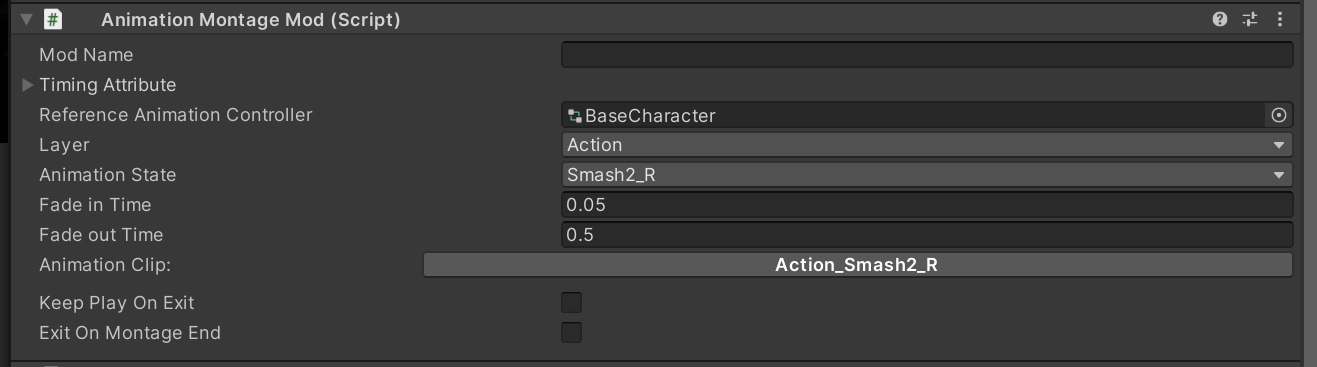 Animation Montage Mod (Script)
Mod Name
Timing Attribute
Reference Animation Controller BaseCharacter
Layer Action
Animation State Smash2_R
Fade in Time 0.05
Fade out Time 0.5
Animation Clip: Action_Smash2_R
Keep Play On Exit
Exit On Montage End